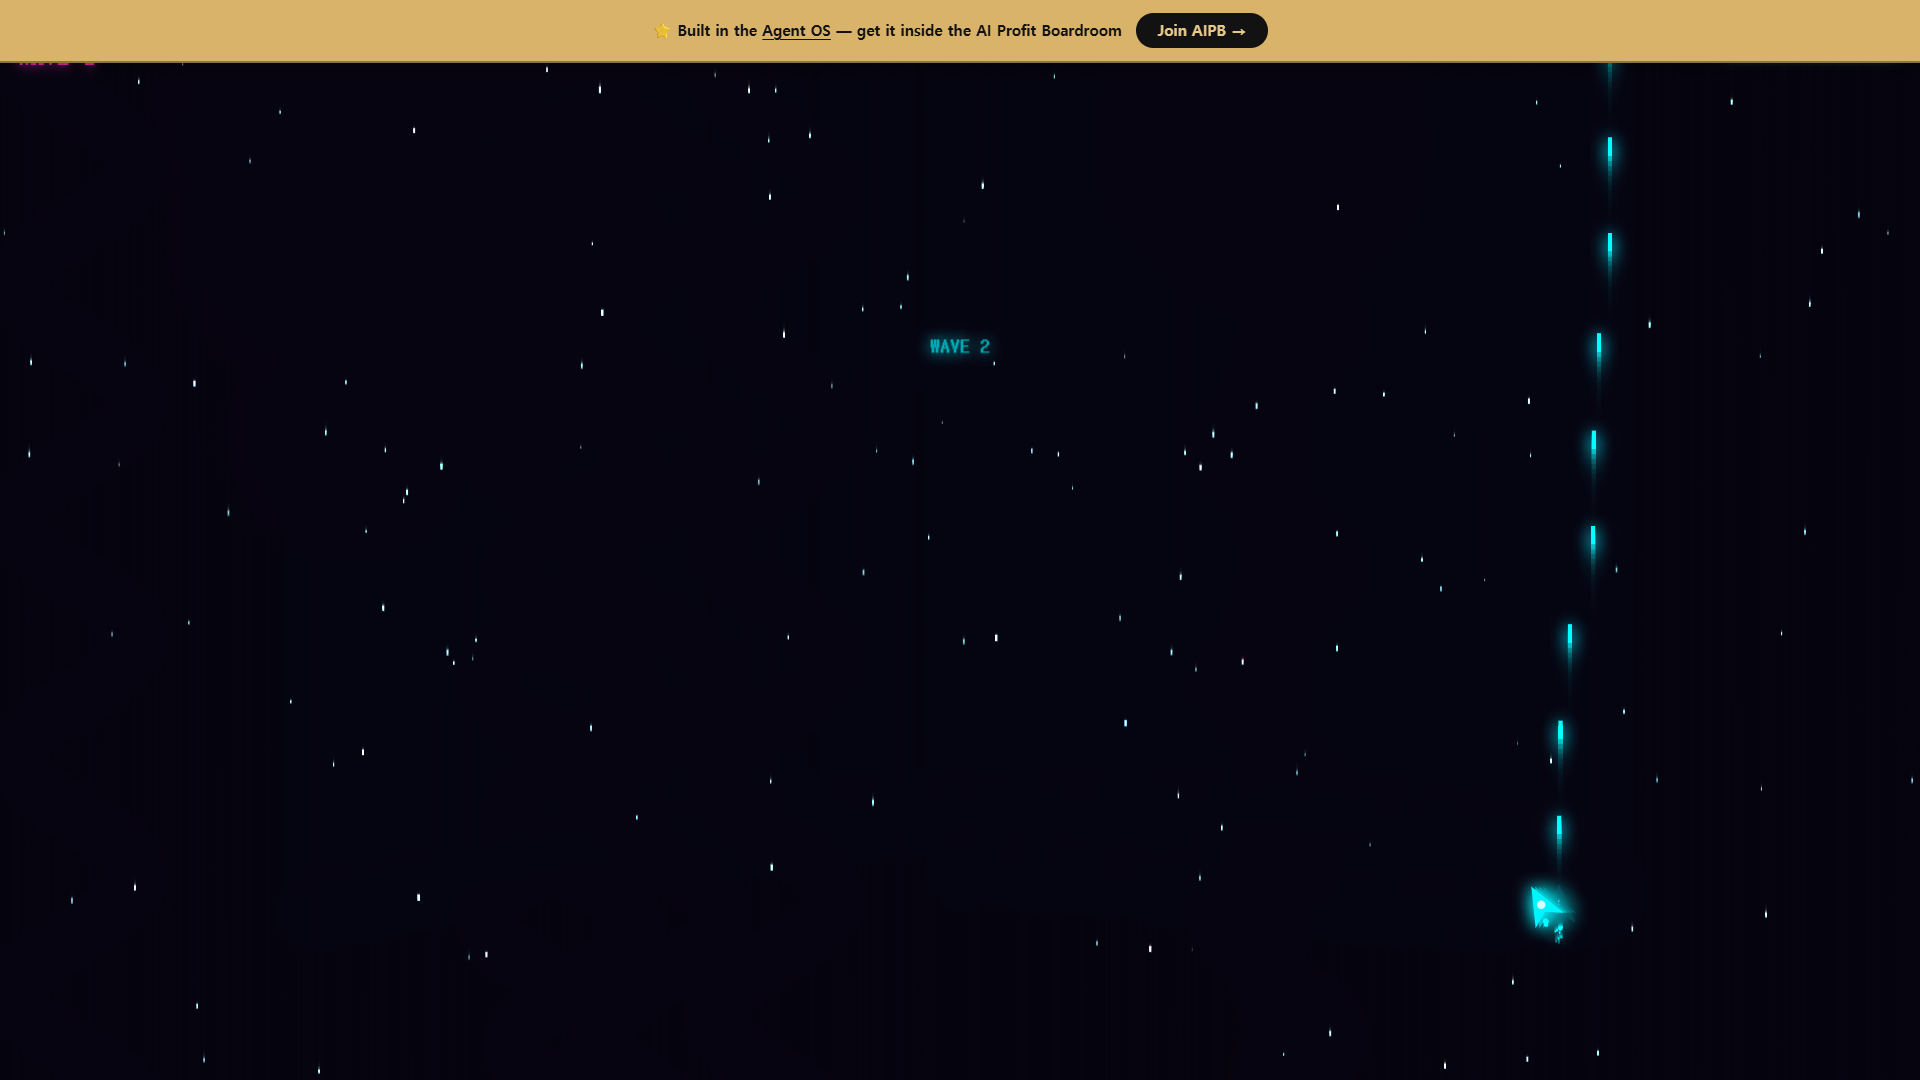 Built in the Agent OS — get it inside the AI Profit Boardroom
Join AIPB →
WAVE 2